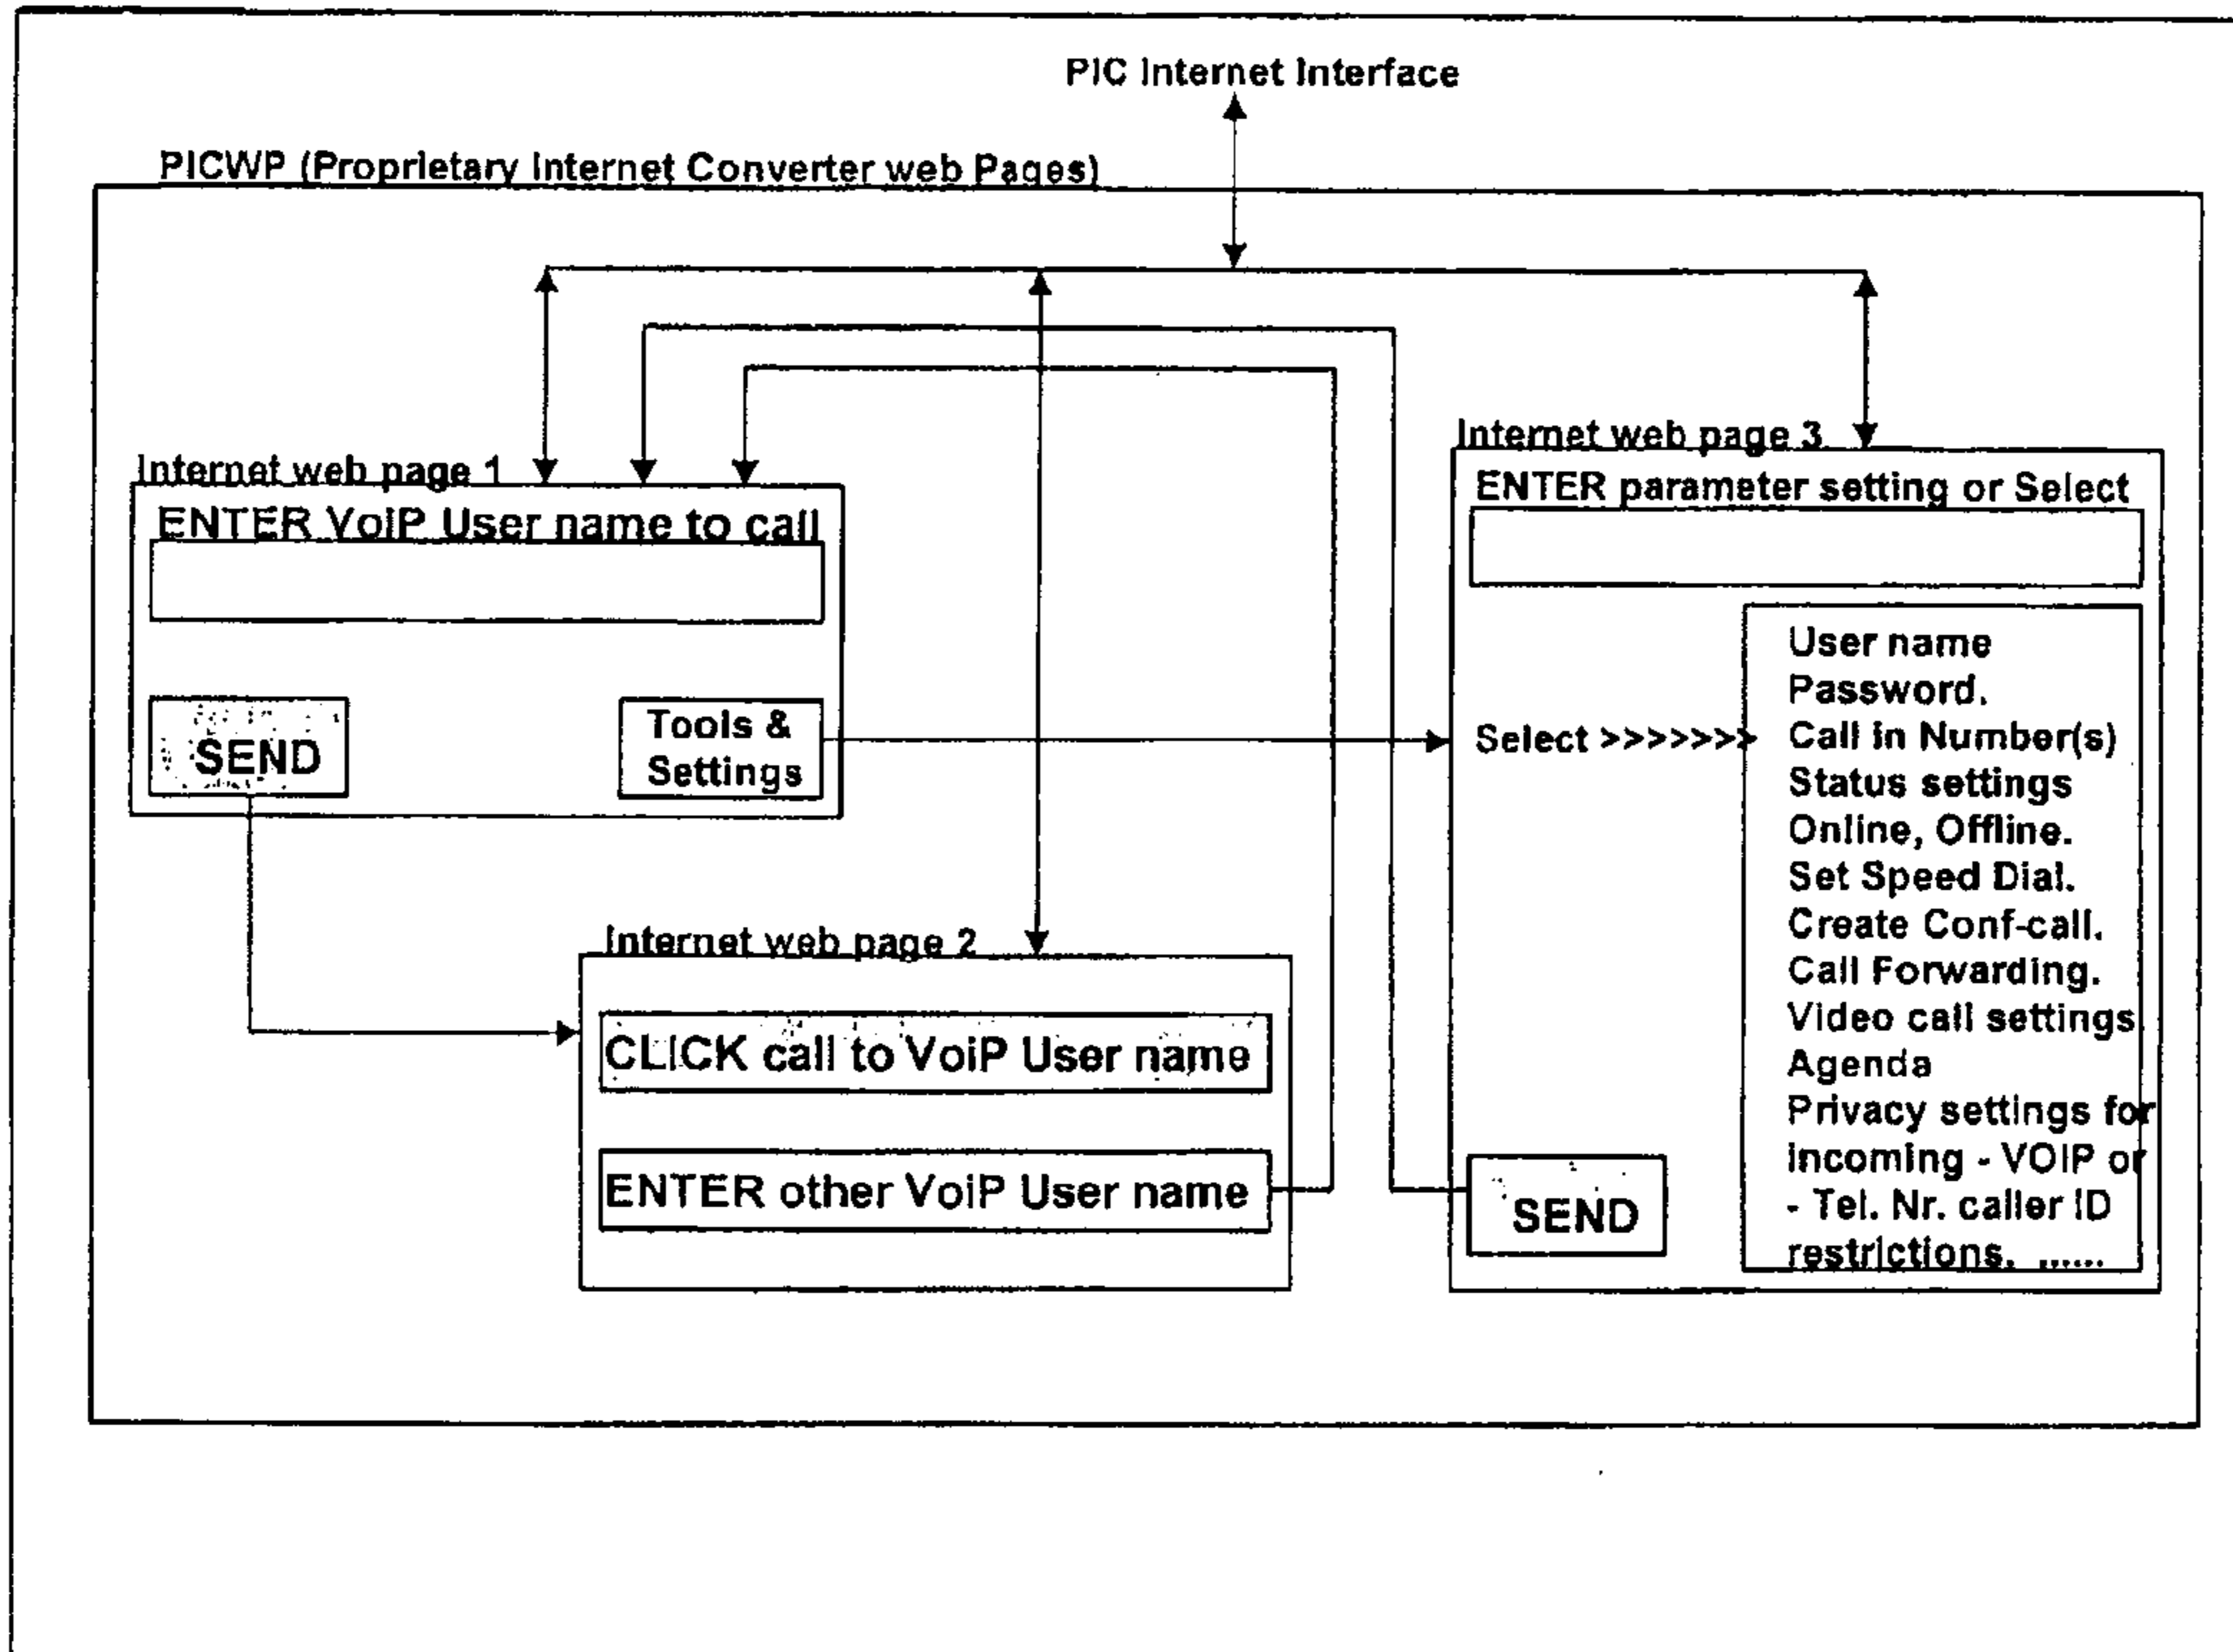 PIC Internet Interface
PICWP (Proprietary Internet Converter web Pages)
Internet web page 1
ENTER VoIP User name to call
SEND
Tools &
Settings
Internet web page 2
CLICK call to VoiP User name
ENTER other VoiP User name
Internet web page 3
ENTER parameter setting or Select
Select >>>>>>>
User name
Password.
Call in Number(s)
Status settings
Online, Offline.
Set Speed Dial.
Create Conf-call.
Call Forwarding.
Video call settings
Agenda
Privacy settings for
incoming - VOIP or
- Tel. Nr. caller ID
restrictions. ......
SEND